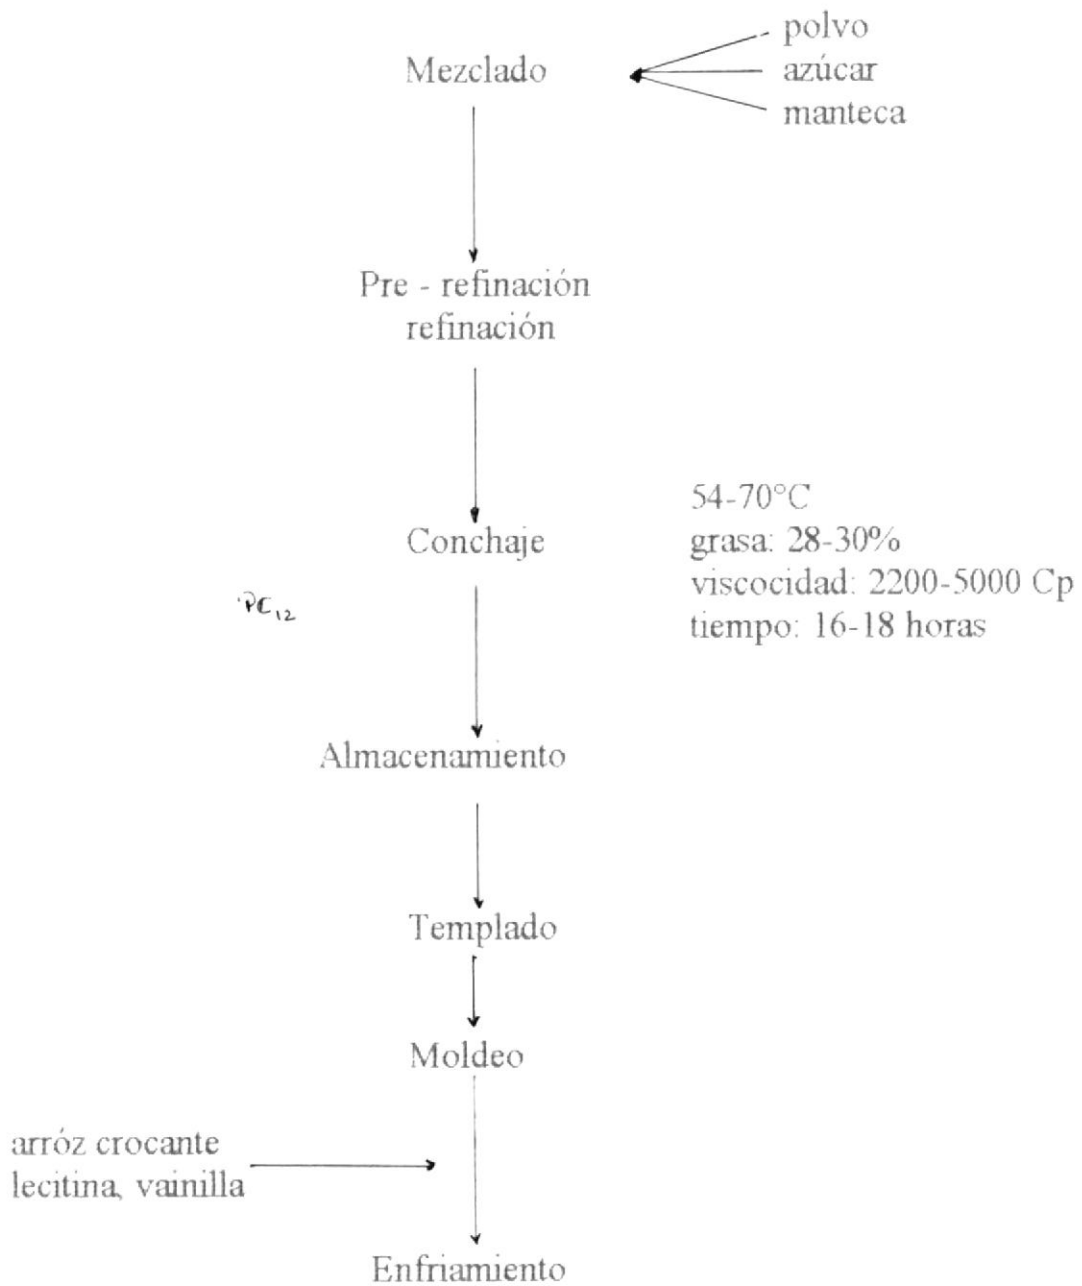 polvo
Mezclado
azúcar
manteca
Pre - refinación
refinación
54-70°C
grasa: 28-30%
Conchaje
viscocidad: 2200-5000 Cp
tiempo: 16-18 horas
PC12
Almacenamiento
Templado
Moldeo
arróz crocante
lecitina, vainilla
Enfriamiento